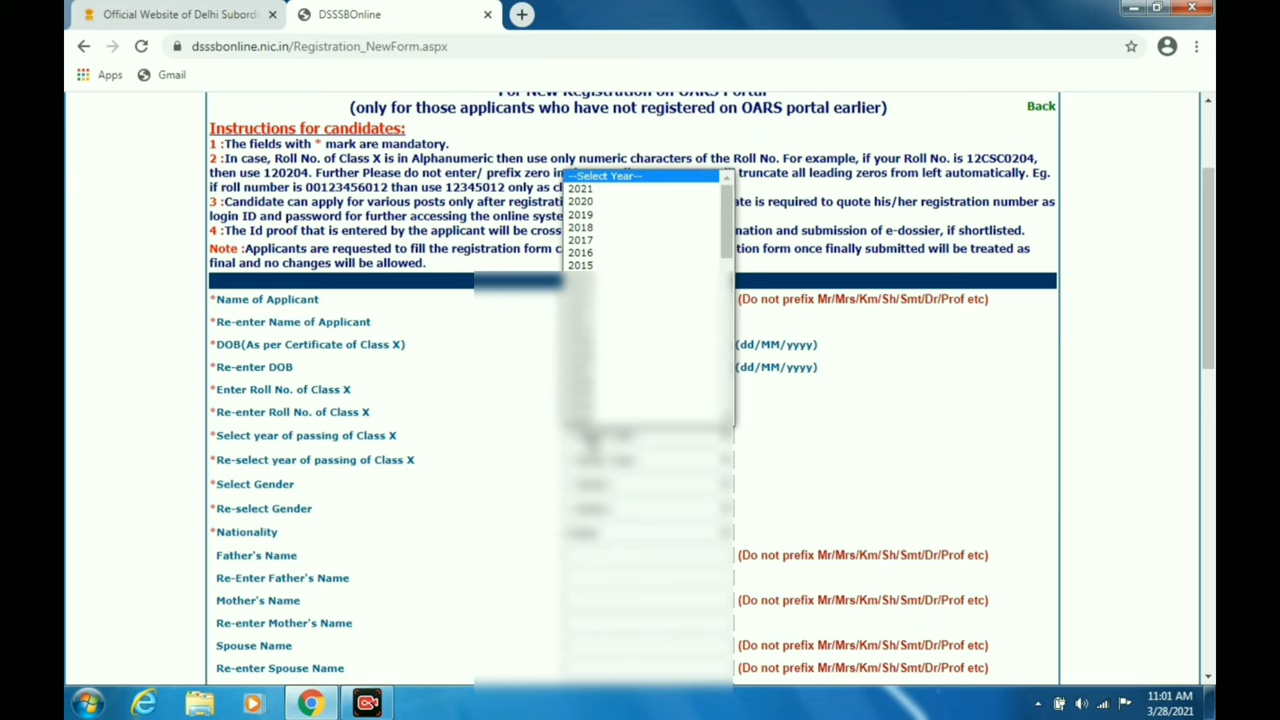 Official Website of Delhi Subord
DSSSBOnline
dsssbonline.nic.in/Registration_NewForm.aspx
Apps
Gmail
For New Registration on OARS Portal
(only for those applicants who have not registered on OARS portal earlier)
Back
Instructions for candidates:
1 :The fields with * mark are mandatory.
2 :In case, Roll No. of Class X is in Alphanumeric then use only numeric characters of the Roll No. For example, if your Roll No. is 12CSC0204,
then use 120204. Further Please do not enter/ prefix zero in truncate all leading zeros from left automatically. Eg.
if roll number is 00123456012 than use 12345012 only as cl
3 :Candidate can apply for various posts only after registrati ate is required to quote his/her registration number as
login ID and password for further accessing the online syste
4 :The Id proof that is entered by the applicant will be cross nation and submission of e-dossier, if shortlisted.
Note :Applicants are requested to fill the registration form c tion form once finally submitted will be treated as
final and no changes will be allowed.
--Select Year--
2021
2020
2019
2018
2017
2016
2015
*Name of Applicant (Do not prefix Mr/Mrs/Km/Sh/Smt/Dr/Prof etc)
*Re-enter Name of Applicant
*DOB(As per Certificate of Class X) (dd/MM/yyyy)
*Re-enter DOB (dd/MM/yyyy)
*Enter Roll No. of Class X
*Re-enter Roll No. of Class X
*Select year of passing of Class X
*Re-select year of passing of Class X
*Select Gender
*Re-select Gender
*Nationality
Father's Name (Do not prefix Mr/Mrs/Km/Sh/Smt/Dr/Prof etc)
Re-Enter Father's Name
Mother's Name (Do not prefix Mr/Mrs/Km/Sh/Smt/Dr/Prof etc)
Re-enter Mother's Name
Spouse Name (Do not prefix Mr/Mrs/Km/Sh/Smt/Dr/Prof etc)
Re-enter Spouse Name (Do not prefix Mr/Mrs/Km/Sh/Smt/Dr/Prof etc)
11:01 AM
3/28/2021